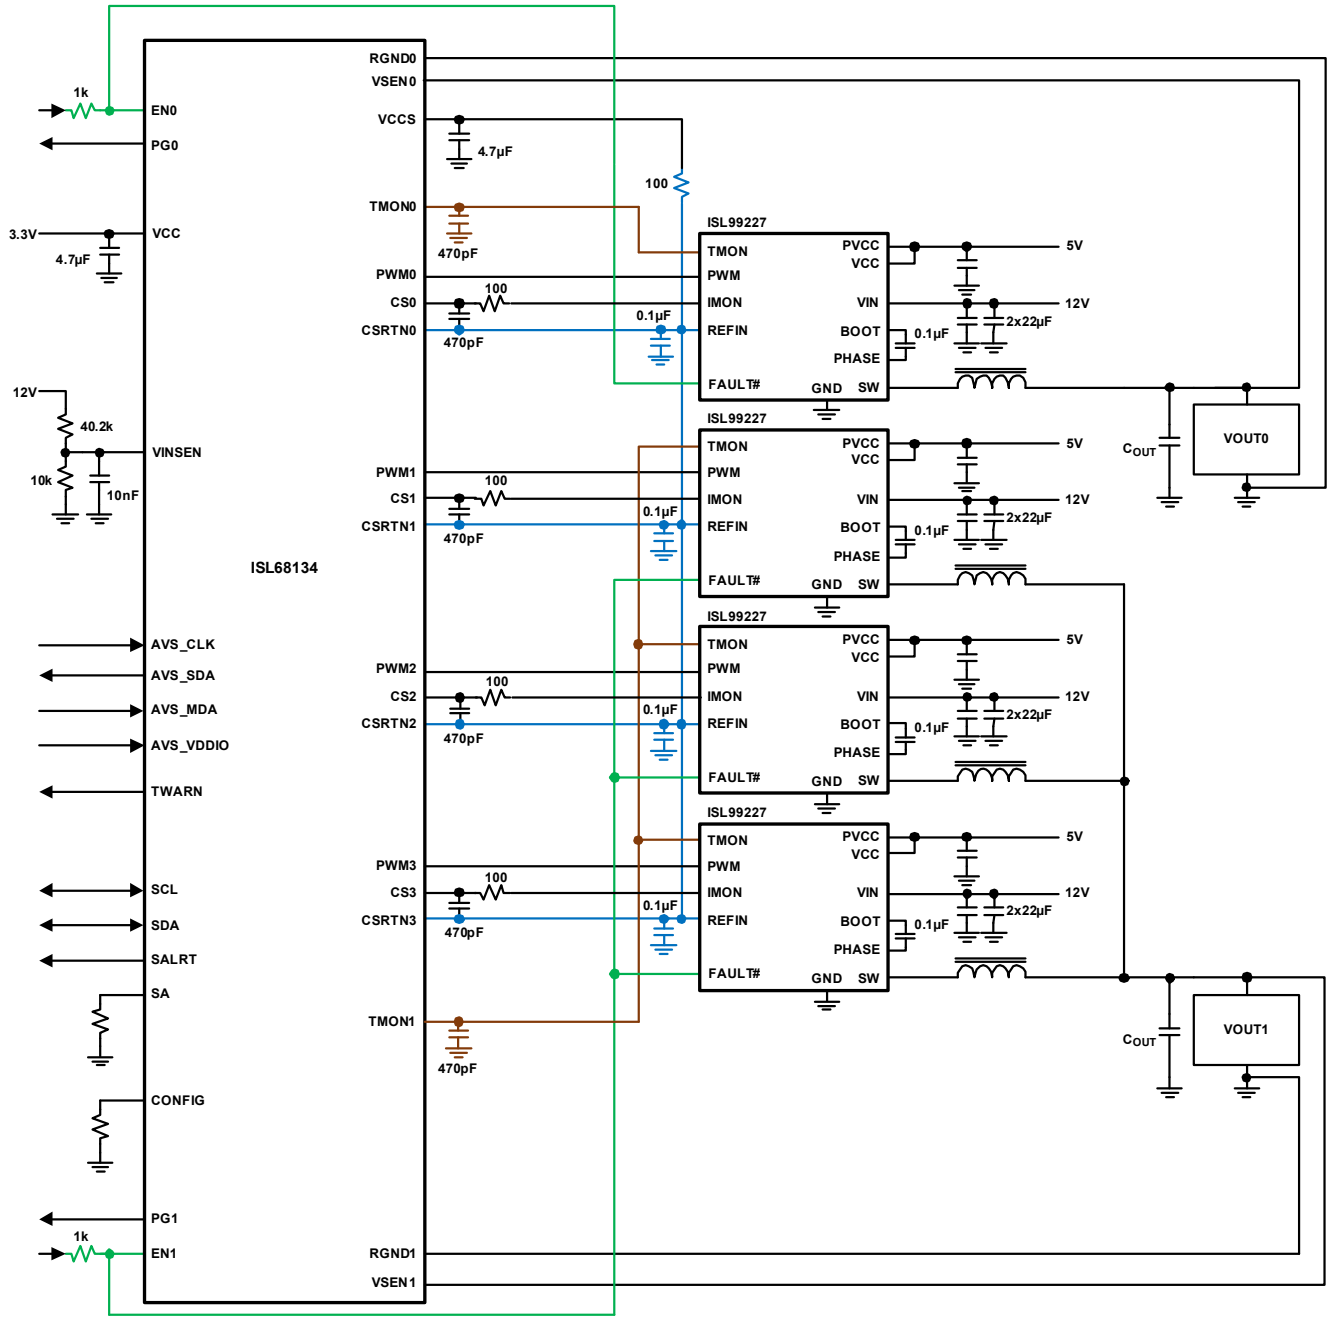 RGND0
VSEN0
1k
EN0
VCCS
PG0
4.7µF
100
TMON0
ISL99227
3.3V
VCC
4.7µF
470pF
TMON
PVCC
5V
VCC
PWM0
PWM
100
CS0
IMON
VIN
12V
0.1µF
2x22µF
CSRTN0
REFIN
BOOT
0.1µF
470pF
PHASE
FAULT#
GND
SW
12V
40.2k
ISL99227
VOUT0
COUT
TMON
PVCC
5V
VCC
VINSEN
10k
10nF
PWM1
PWM
100
CS1
IMON
VIN
12V
0.1µF
2x22µF
CSRTN1
REFIN
BOOT
0.1µF
470pF
PHASE
ISL68134
FAULT#
GND
SW
ISL99227
AVS_CLK
TMON
PVCC
5V
VCC
AVS_SDA
PWM2
PWM
100
CS2
IMON
VIN
12V
AVS_MDA
0.1µF
2x22µF
CSRTN2
REFIN
BOOT
0.1µF
470pF
AVS_VDDIO
PHASE
FAULT#
GND
SW
TWARN
ISL99227
TMON
PVCC
5V
VCC
PWM3
PWM
100
SCL
CS3
IMON
VIN
12V
0.1µF
2x22µF
CSRTN3
REFIN
BOOT
0.1µF
SDA
470pF
PHASE
SALRT
FAULT#
GND
SW
SA
TMON1
VOUT1
COUT
470pF
CONFIG
PG1
1k
EN1
RGND1
VSEN1